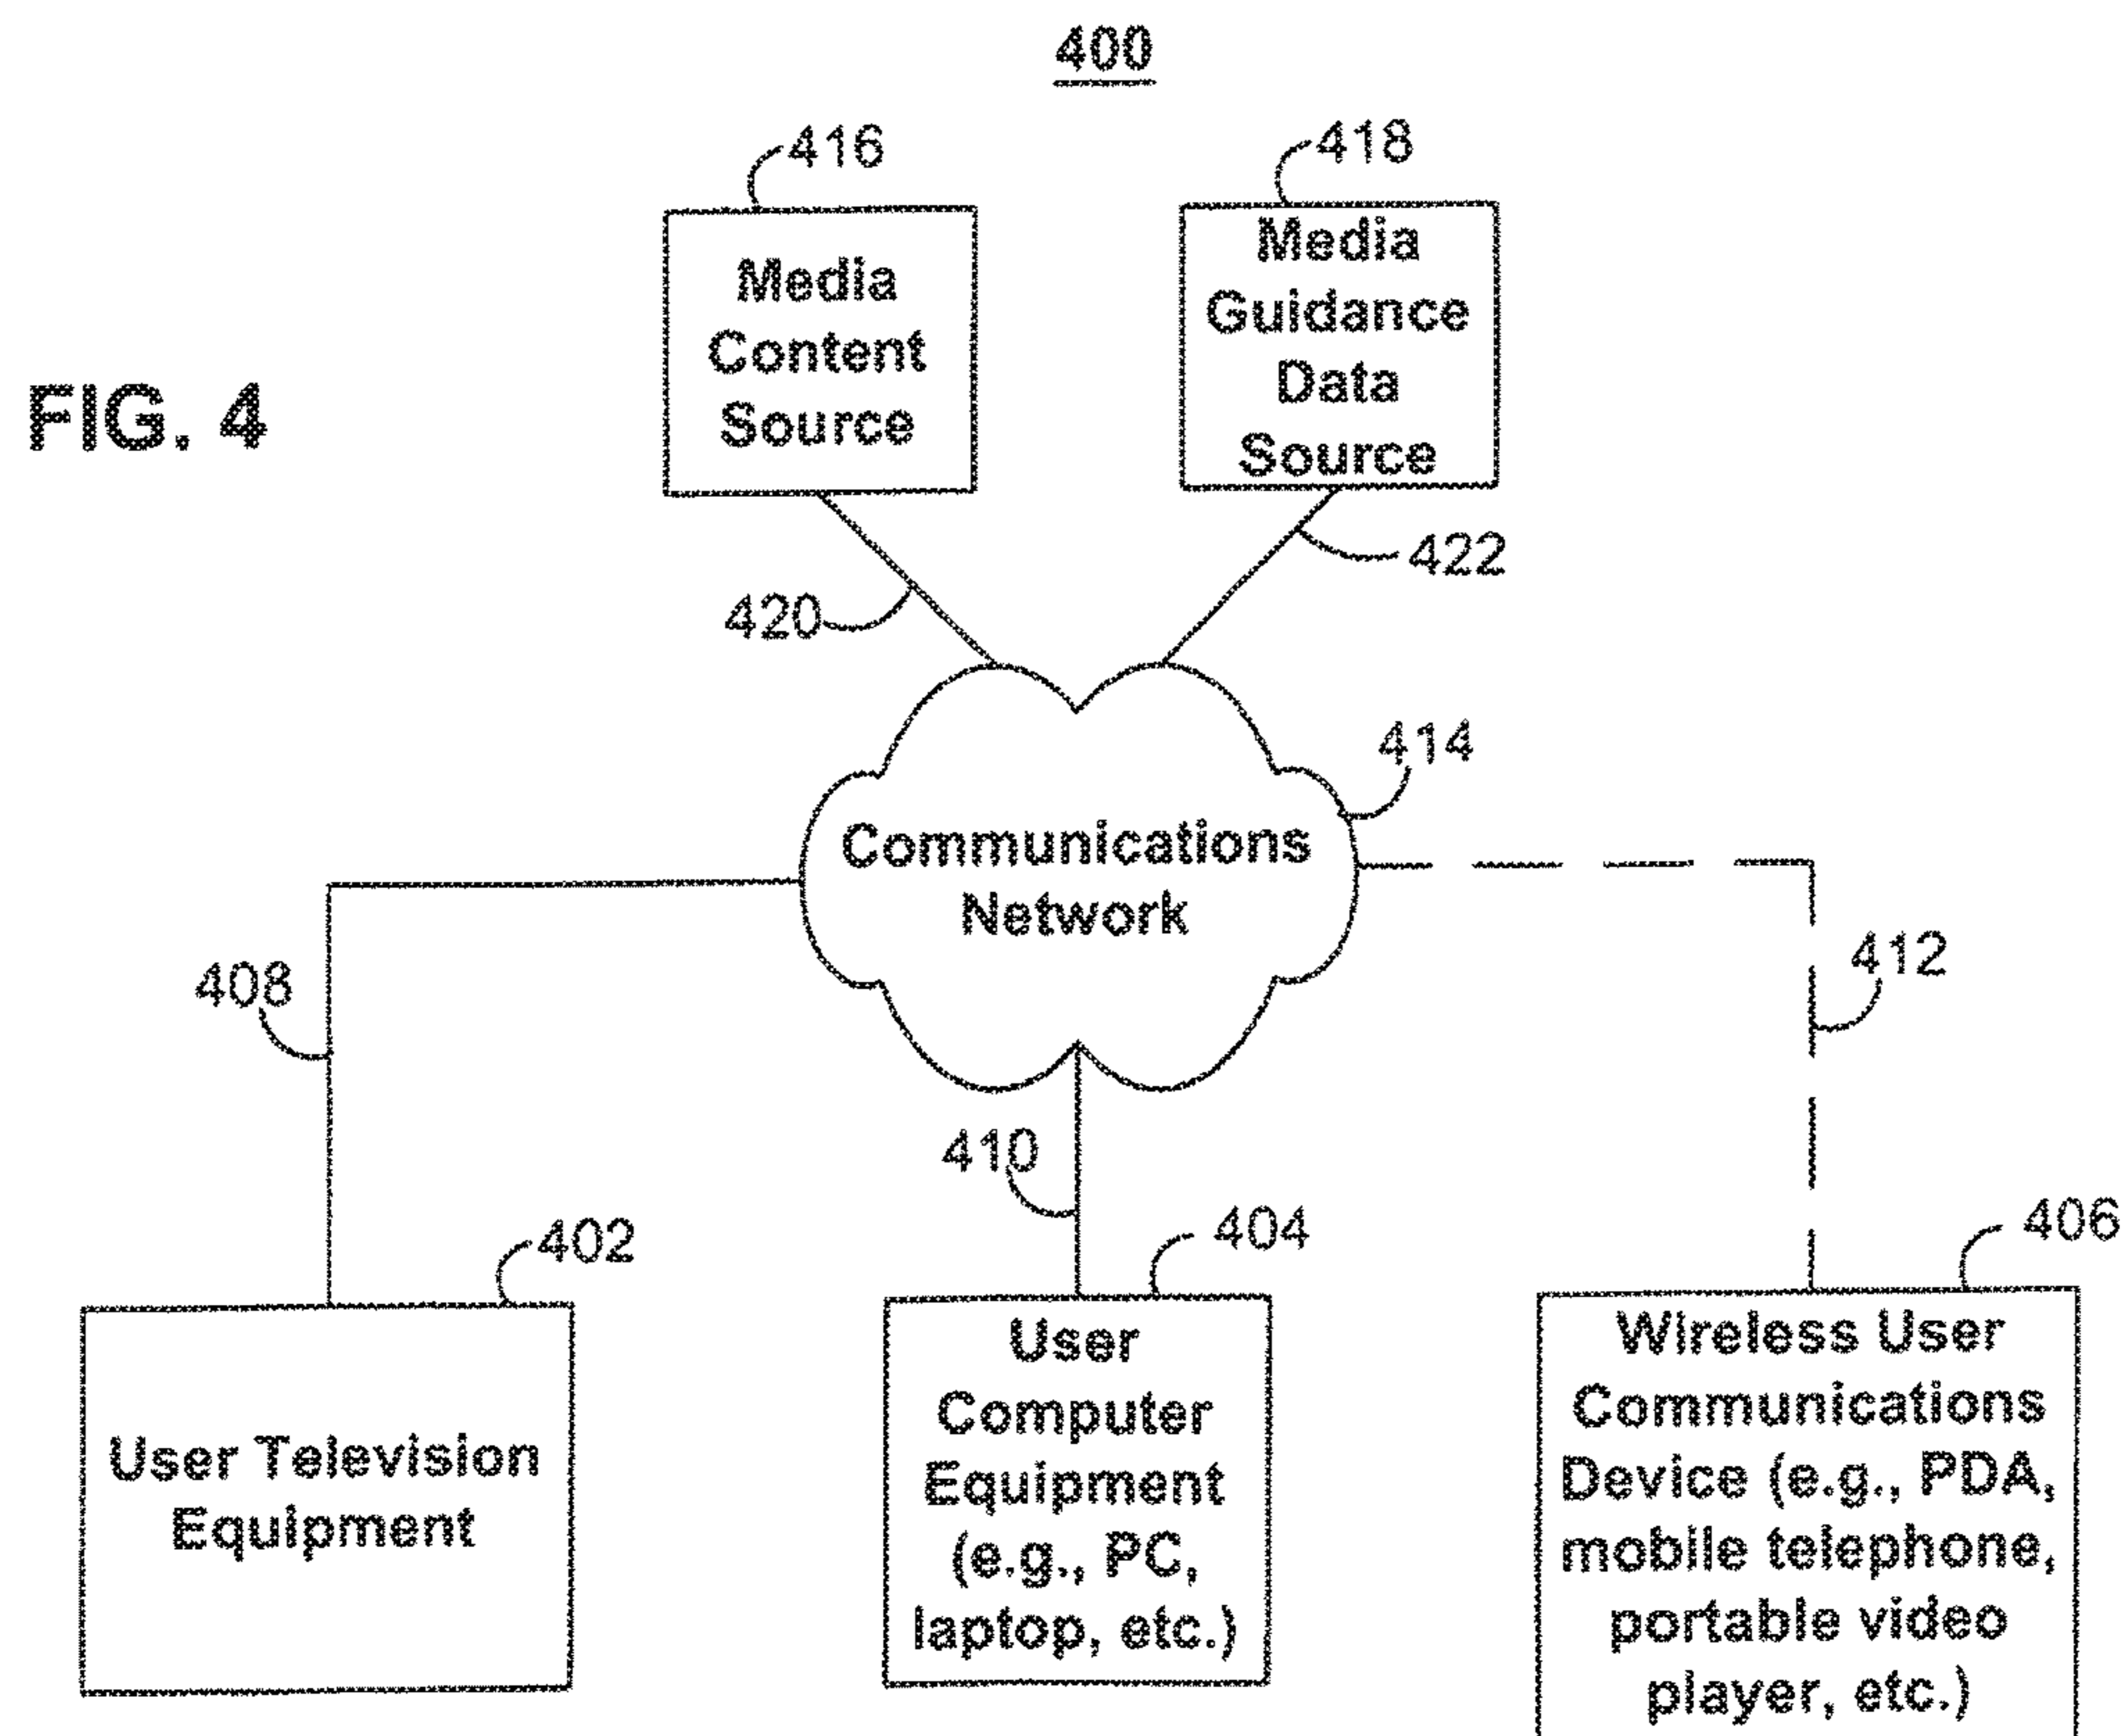 400
416
418
Media
Content
Source
Media
Guidance
Data
Source
FIG. 4
420
422
414
Communications
Network
408
412
410
402
404
406
User Television
Equipment
User
Computer
Equipment
(e.g., PC,
laptop, etc.)
Wireless User
Communications
Device (e.g., PDA,
mobile telephone,
portable video
player, etc.)